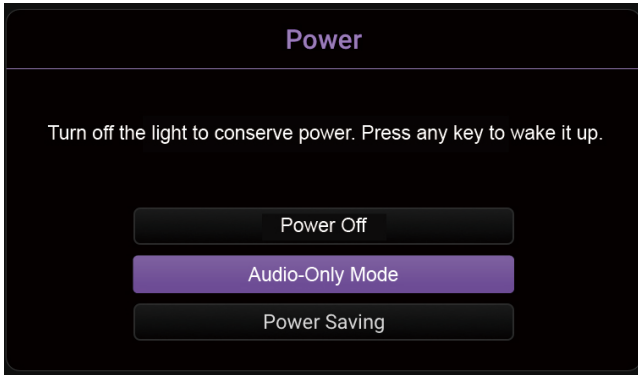 Power
Turn off the light to conserve power. Press any key to wake it up.
Power Off
Audio-Only Mode
Power Saving